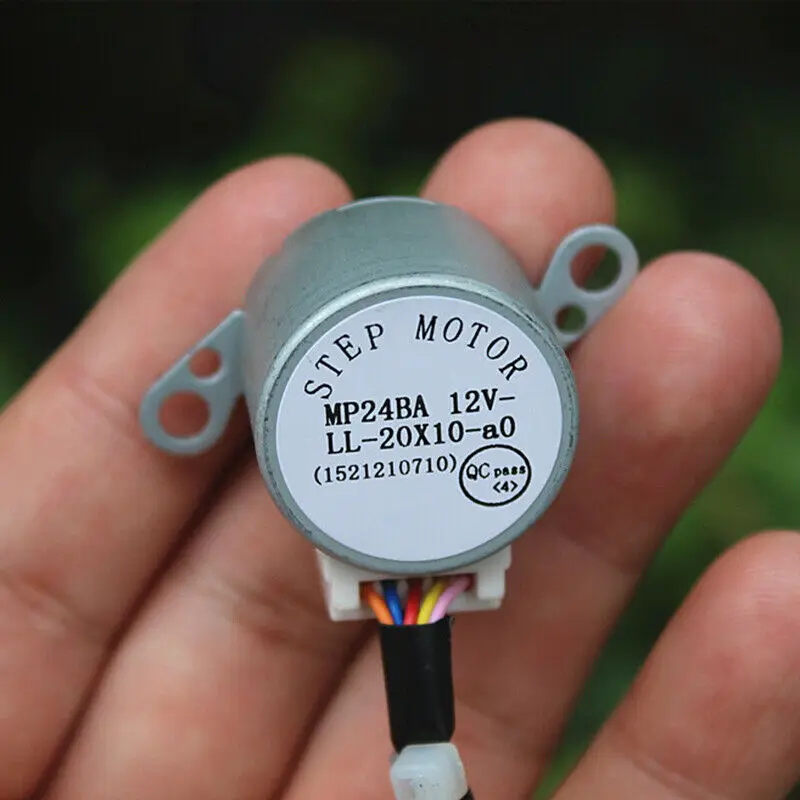 STEP MOTOR
MP24BA 12V-
LL-20X10-a0
(1521210710)
QC pass
<4>